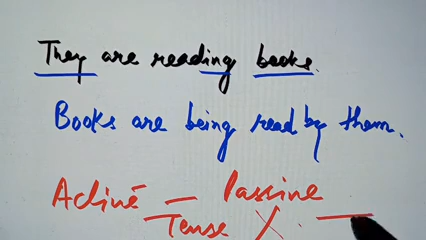 They are reading books.
Books are being read by them.
Active — Passive
Tense X. —